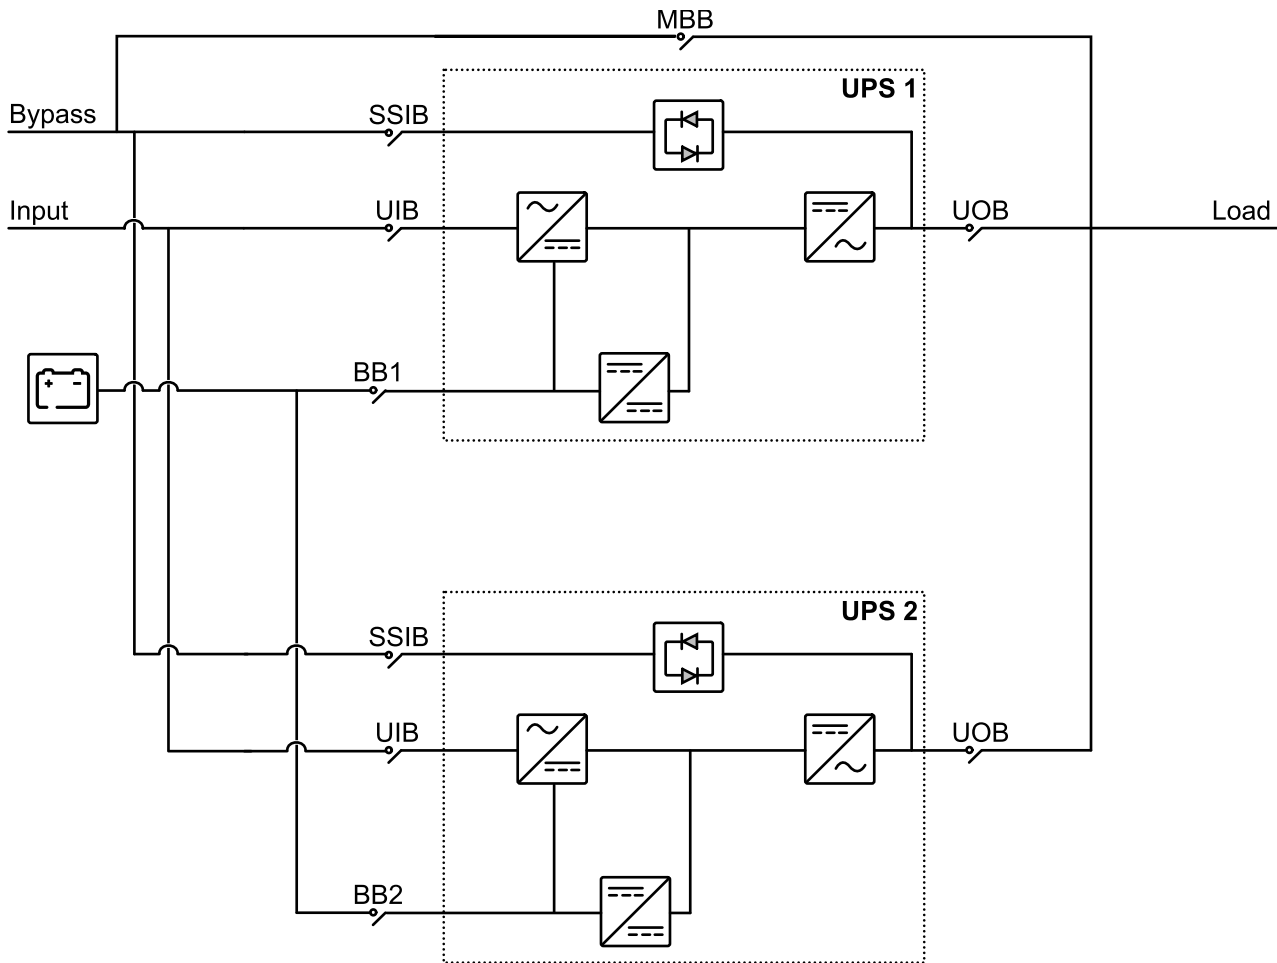 MBB
UPS 1
Bypass
SSIB
Input
UIB
UOB
Load
BB1
UPS 2
SSIB
UIB
UOB
BB2